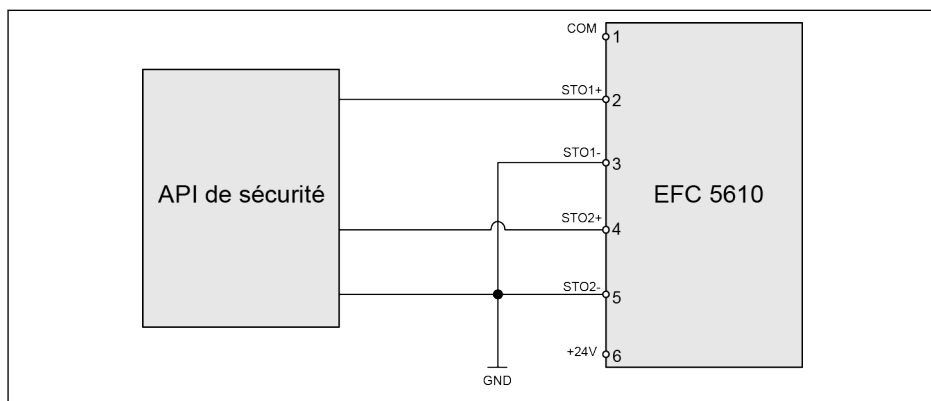 COM
1
STO1+
2
STO1-
3
API de sécurité
EFC 5610
STO2+
4
STO2-
5
+24V
6
GND